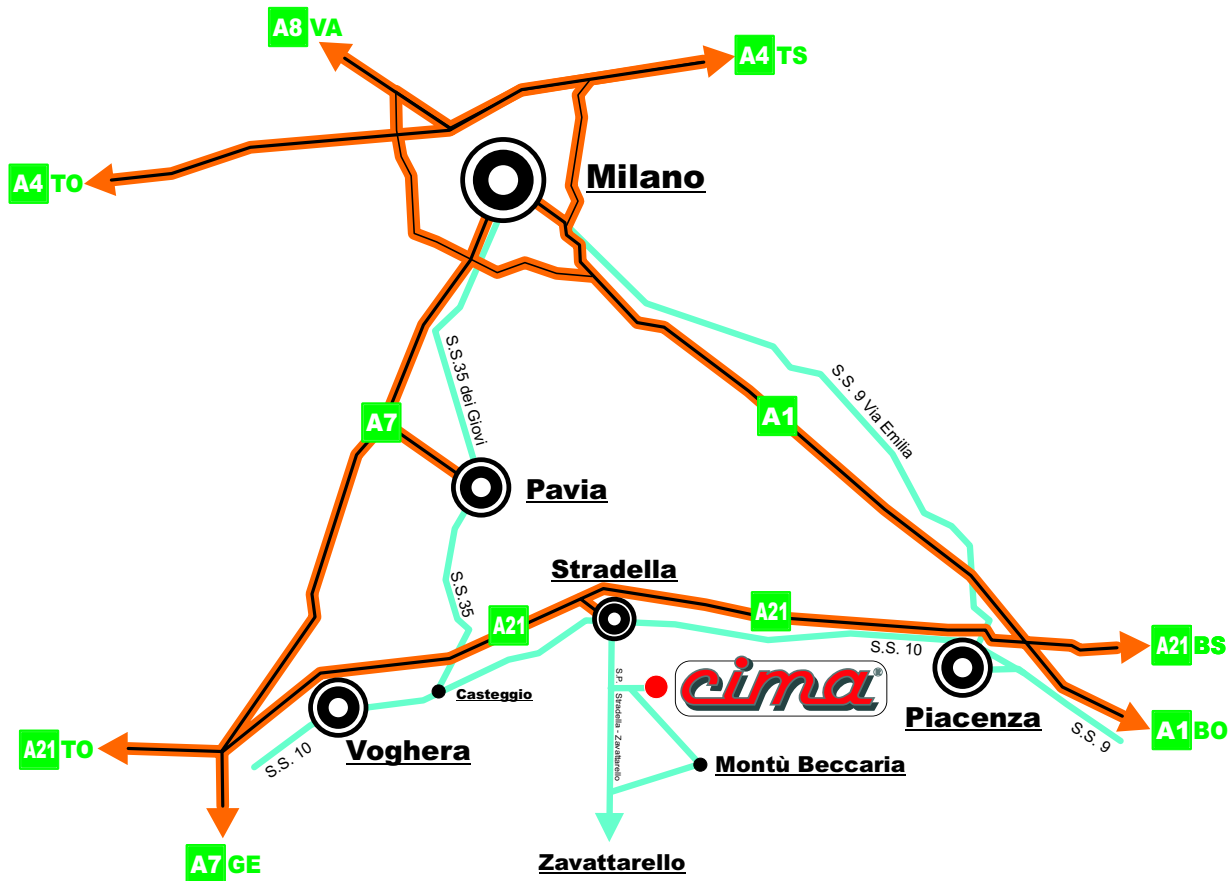 A8 VA
A4 TS
A4 TO
Milano
S.S.35 dei Giovi
S.S. 9 Via Emilia
A7
A1
Pavia
Stradella
S.S.35
A21
A21
S.S. 10
A21 BS
S.P. Stradella - Zavattarello
cima®
Casteggio
Piacenza
A1 BO
S.S. 9
A21 TO
S.S. 10
Voghera
Montù Beccaria
A7 GE
Zavattarello